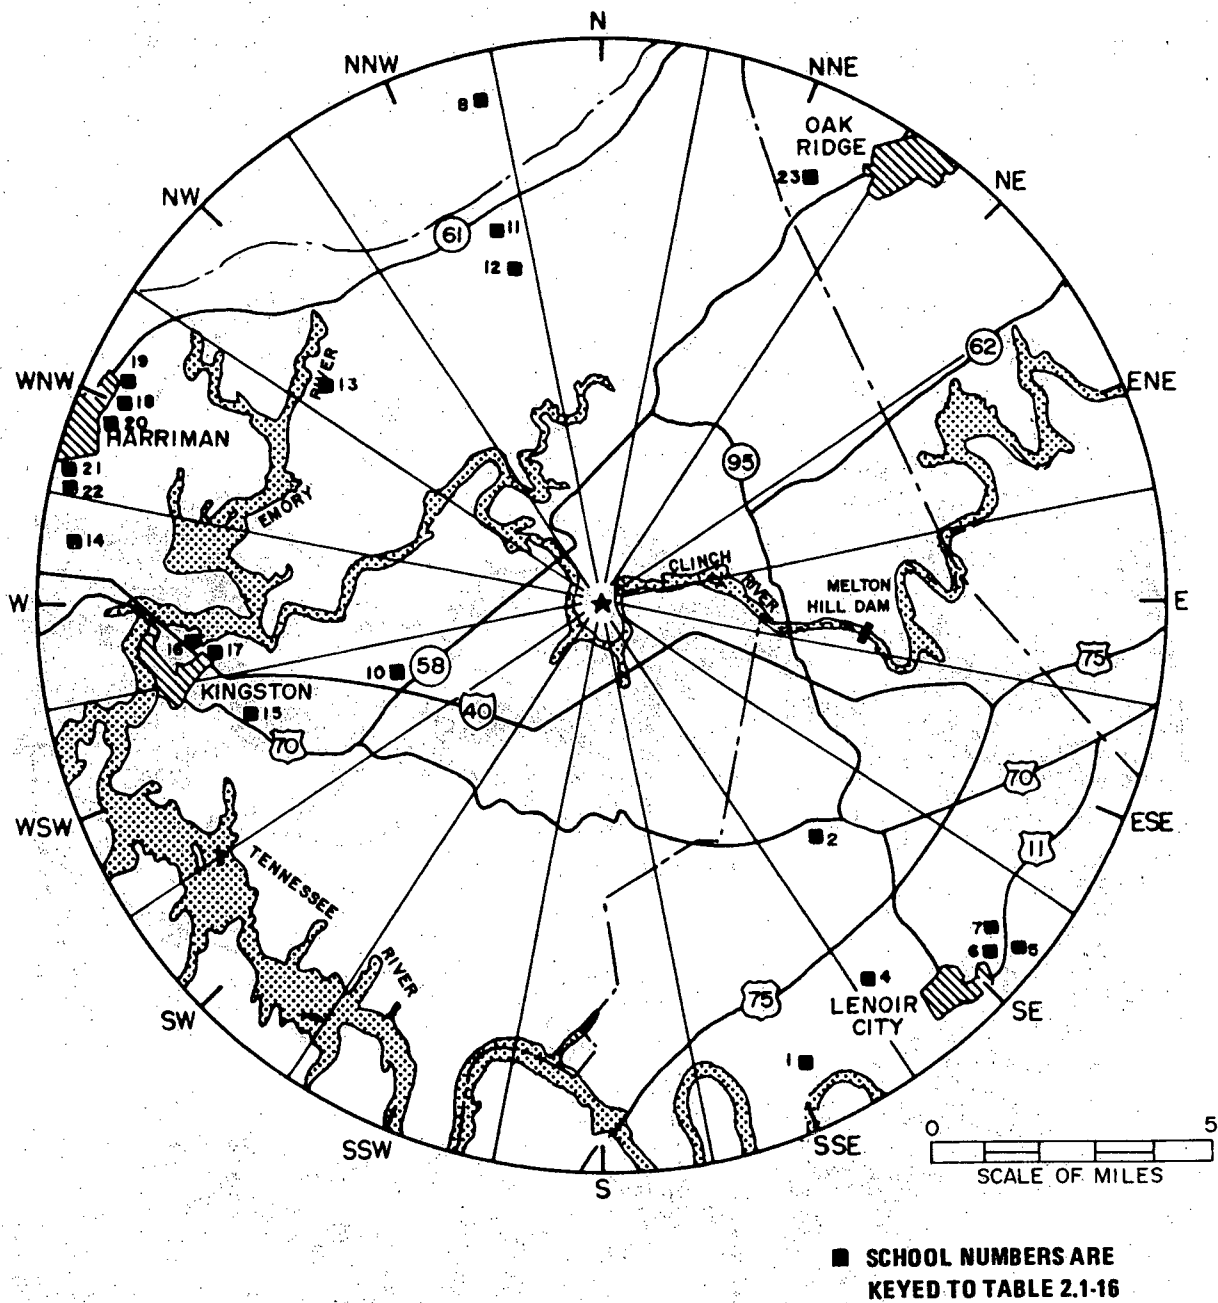 N
NNW
NNE
8
OAK
RIDGE
23
NW
NE
61
11
12
62
RIVER
19
WNW
13
ENE
18
20
HARRIMAN
95
21
22
EMORY
14
CLINCH
RIVER
MELTON
HILL DAM
W
E
16
17
10
58
75
KINGSTON
40
15
70
70
WSW
ESE
2
11
TENNESSEE
7
6
5
RIVER
4
75
LENOIR
CITY
SW
SE
1
SSW
SSE
S
0
5
SCALE OF MILES
SCHOOL NUMBERS ARE
KEYED TO TABLE 2.1-16